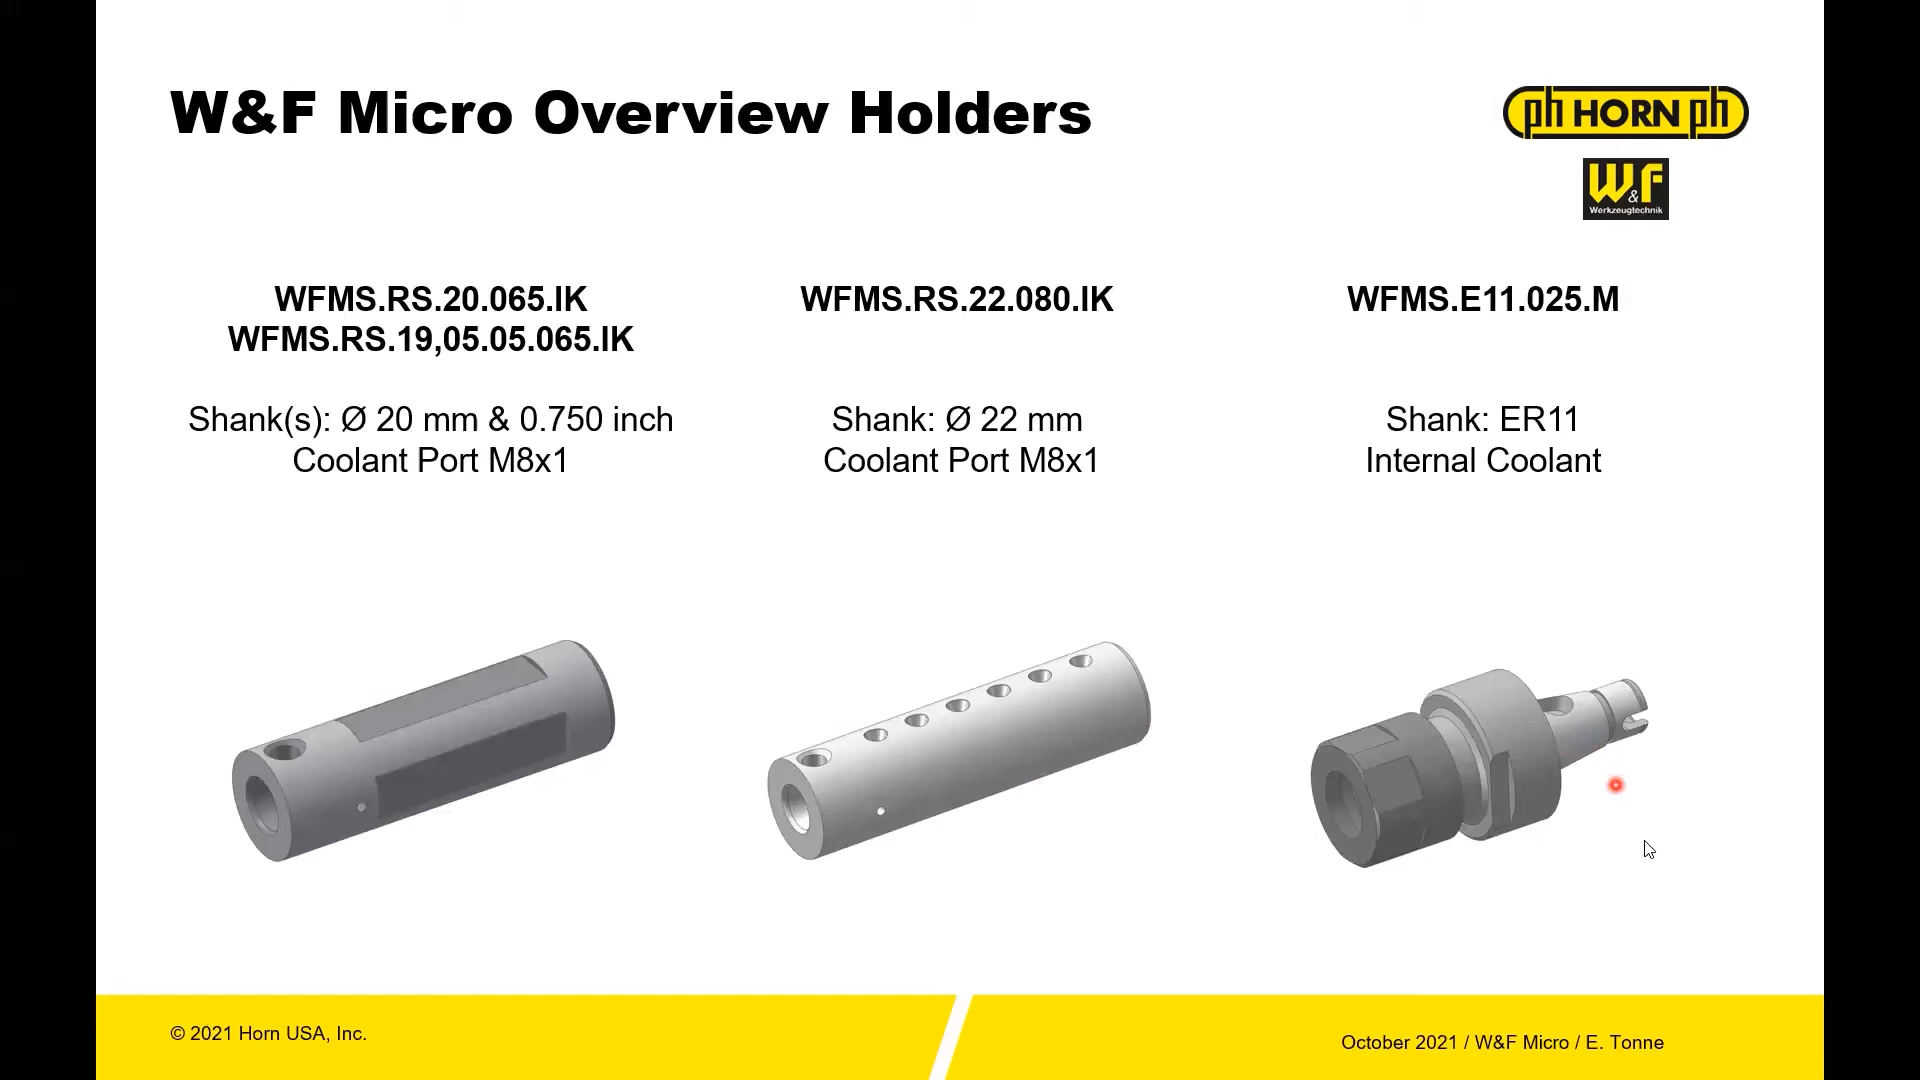 W&F Micro Overview Holders
ph HORN ph
W&F
Werkzeugtechnik
WFMS.RS.20.065.IK
WFMS.RS.19,05.05.065.IK
Shank(s): Ø 20 mm & 0.750 inch
Coolant Port M8x1
WFMS.RS.22.080.IK
Shank: Ø 22 mm
Coolant Port M8x1
WFMS.E11.025.M
Shank: ER11
Internal Coolant
© 2021 Horn USA, Inc.
October 2021 / W&F Micro / E. Tonne